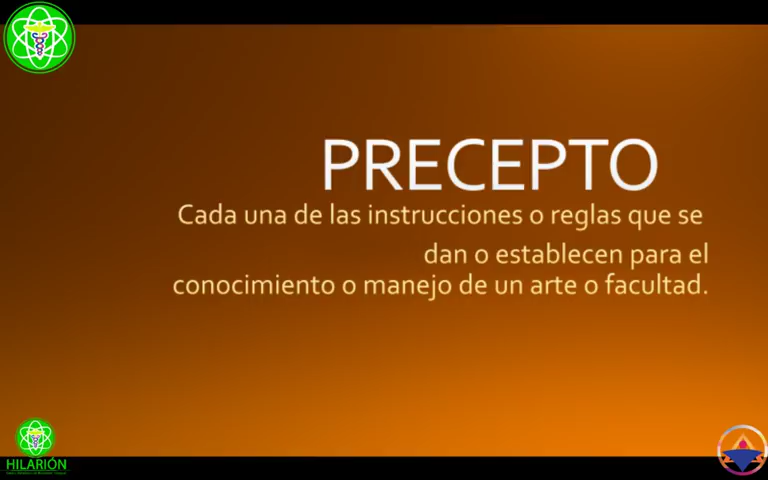 PRECEPTO
Cada una de las instrucciones o reglas que se
dan o establecen para el
conocimiento o manejo de un arte o facultad.
HILARIÓN